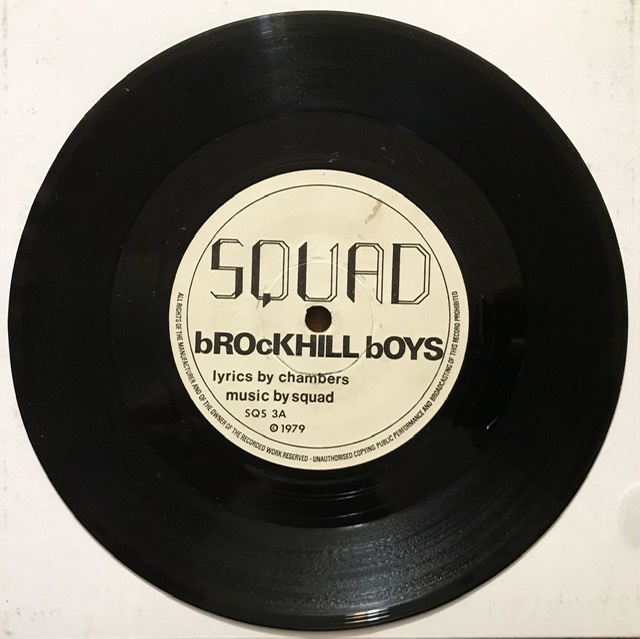 SQUAD
bROcKHILL bOYS
lyrics by chambers
music by squad
SQS 3A
© 1979
ALL RIGHTS OF THE MANUFACTURER AND OF THE OWNER OF THE RECORDED WORK RESERVED - UNAUTHORISED COPYING PUBLIC PERFORMANCE AND BROADCASTING OF THIS RECORD PROHIBITED